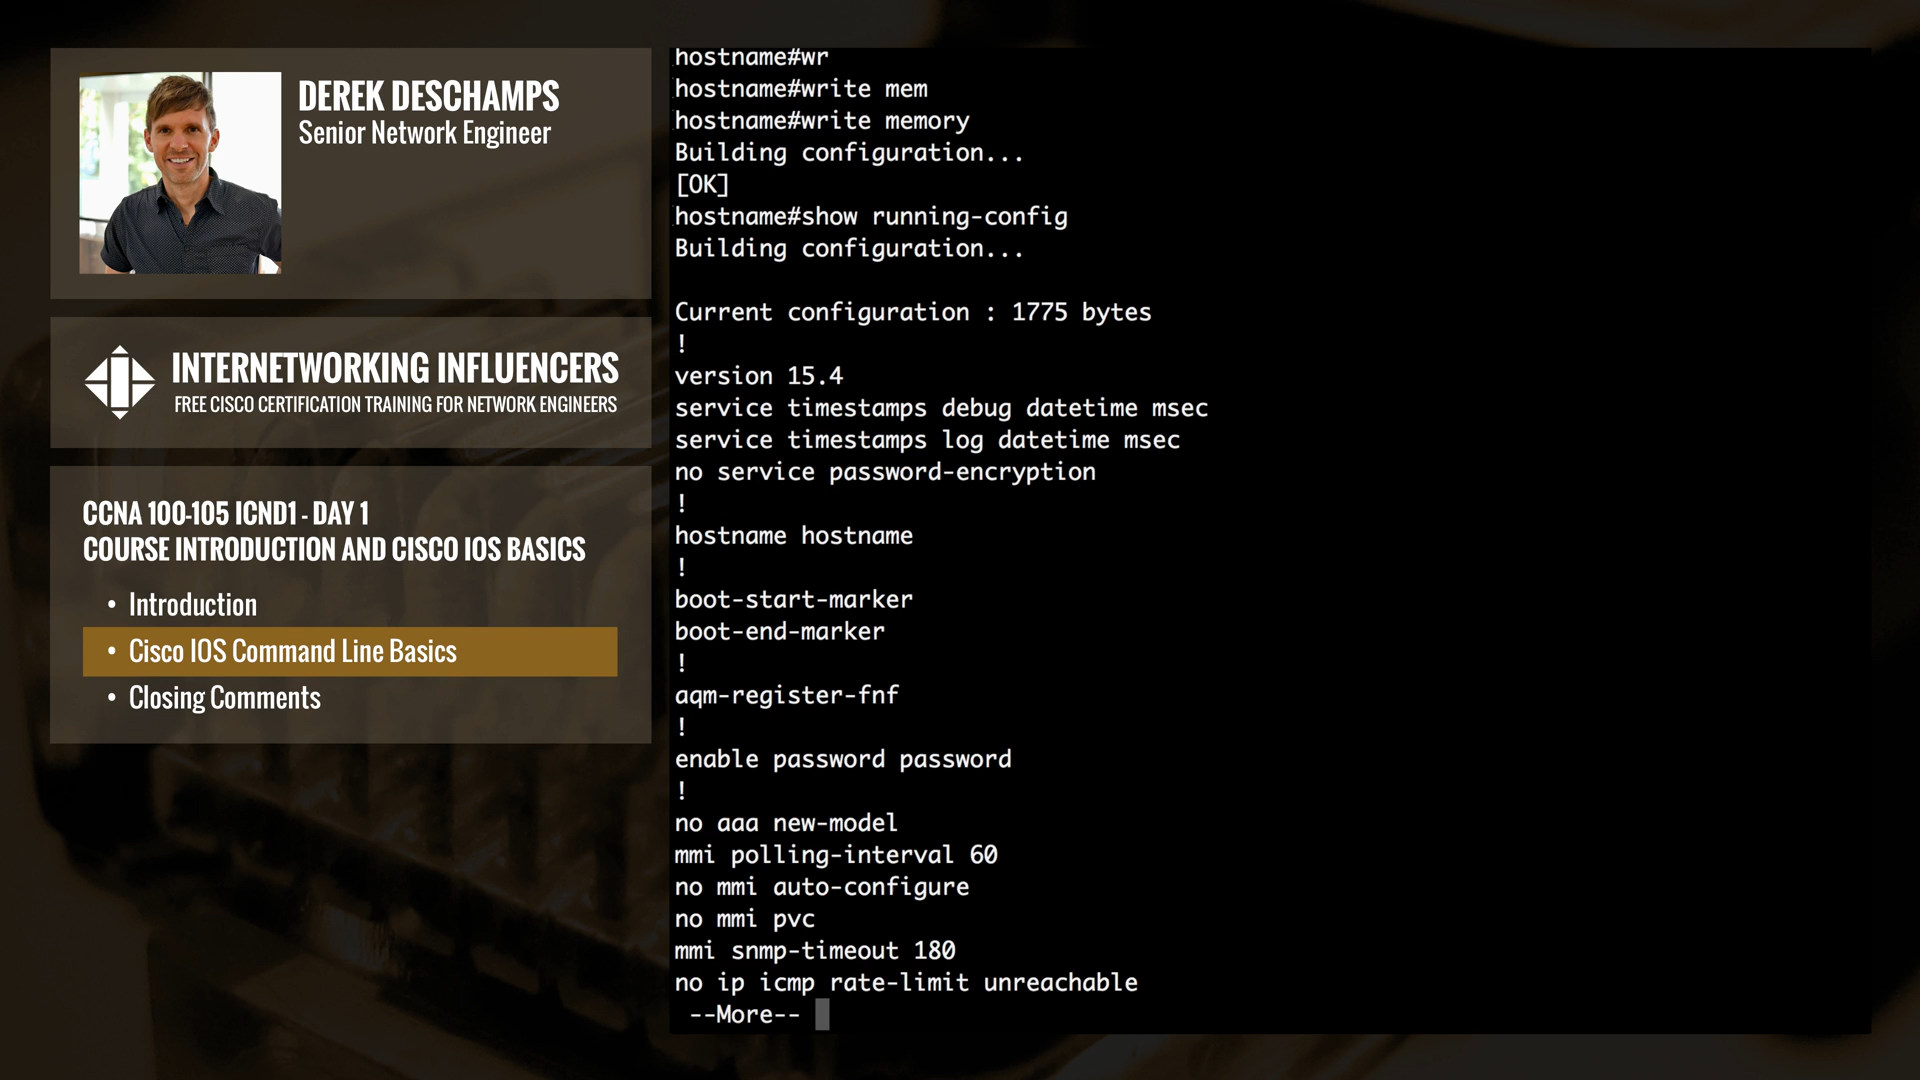 DEREK DESCHAMPS
Senior Network Engineer
INTERNETWORKING INFLUENCERS
FREE CISCO CERTIFICATION TRAINING FOR NETWORK ENGINEERS
CCNA 100-105 ICND1 - DAY 1
COURSE INTRODUCTION AND CISCO IOS BASICS
• Introduction
• Cisco IOS Command Line Basics
• Closing Comments
hostname#wr
hostname#write mem
hostname#write memory
Building configuration...
[OK]
hostname#show running-config
Building configuration...
Current configuration : 1775 bytes
!
version 15.4
service timestamps debug datetime msec
service timestamps log datetime msec
no service password-encryption
!
hostname hostname
!
boot-start-marker
boot-end-marker
!
aqm-register-fnf
!
enable password password
!
no aaa new-model
mmi polling-interval 60
no mmi auto-configure
no mmi pvc
mmi snmp-timeout 180
no ip icmp rate-limit unreachable
--More--